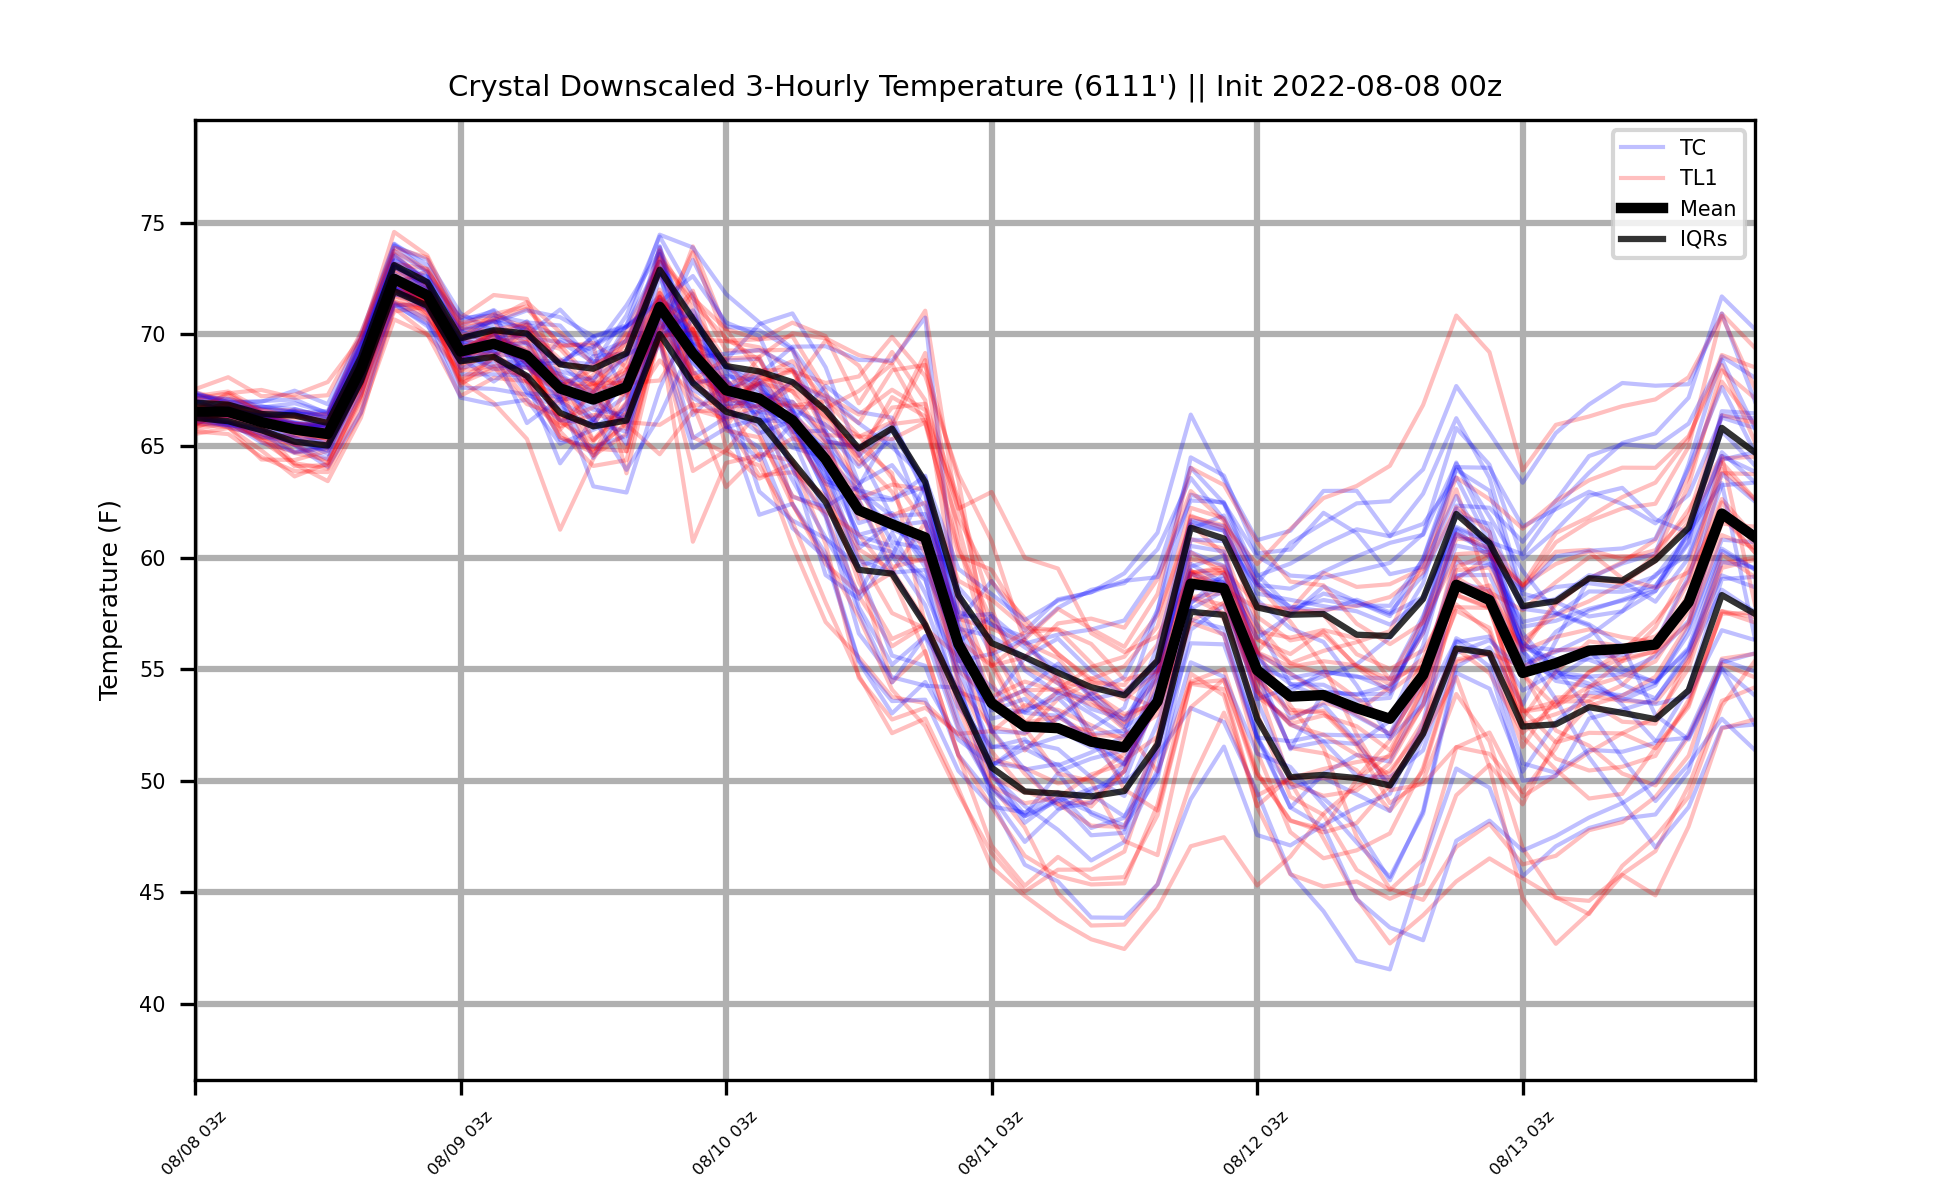 Crystal Downscaled 3-Hourly Temperature (6111') || Init 2022-08-08 00z
TC
TL1
Mean
IQRs
Temperature (F)
75
70
65
60
55
50
45
40
08/08 03z
08/09 03z
08/10 03z
08/11 03z
08/12 03z
08/13 03z